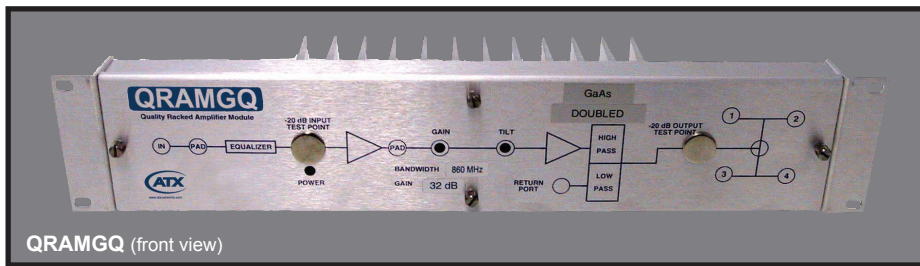 QRAMGQ
Quality Racked Amplifier Module
GaAs
DOUBLED
-20 dB INPUT
TEST POINT
GAIN
TILT
-20 dB OUTPUT
TEST POINT
1
2
HIGH
PASS
IN
PAD
EQUALIZER
PAD
BANDWIDTH 860 MHz
POWER
GAIN 32 dB
RETURN
PORT
LOW
PASS
3
4
ATX
QRAMGQ (front view)